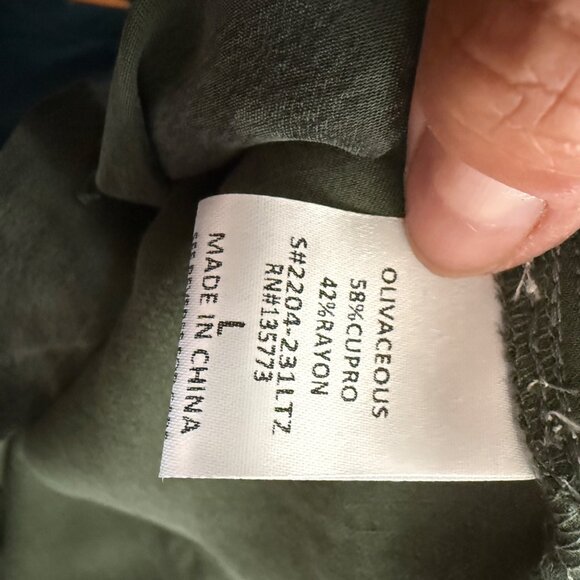 OLIVACEOUS
58%CUPRO
42%RAYON
S#2204-231LTZ
RN#135773
L
MADE IN CHINA